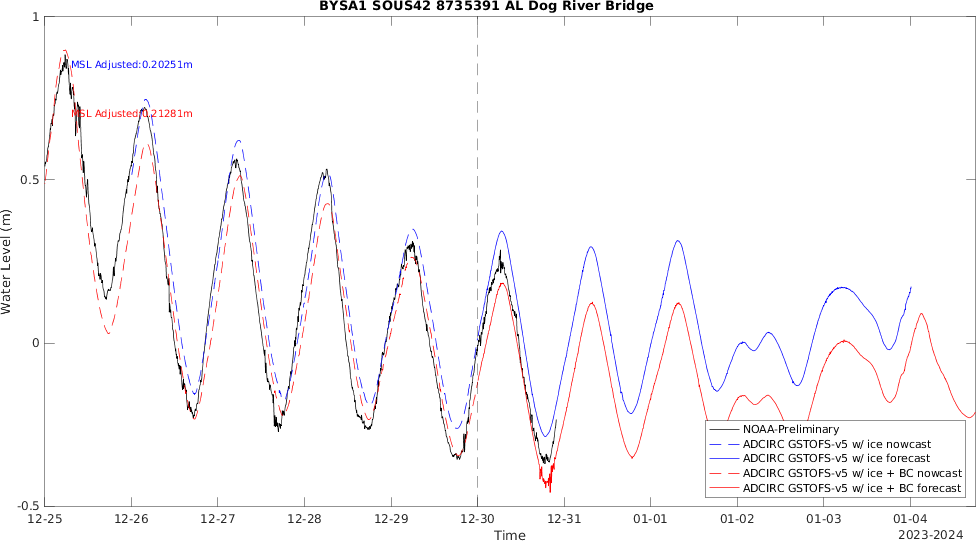 BYSA1 SOUS42 8735391 AL Dog River Bridge
1
0.5
0
-0.5
Water Level (m)
MSL Adjusted:0.20251m
MSL Adjusted:0.21281m
NOAA-Preliminary
ADCIRC GSTOFS-v5 w/ ice nowcast
ADCIRC GSTOFS-v5 w/ ice forecast
ADCIRC GSTOFS-v5 w/ ice + BC nowcast
ADCIRC GSTOFS-v5 w/ ice + BC forecast
12-25 12-26 12-27 12-28 12-29 12-30 12-31 01-01 01-02 01-03 01-04
Time
2023-2024